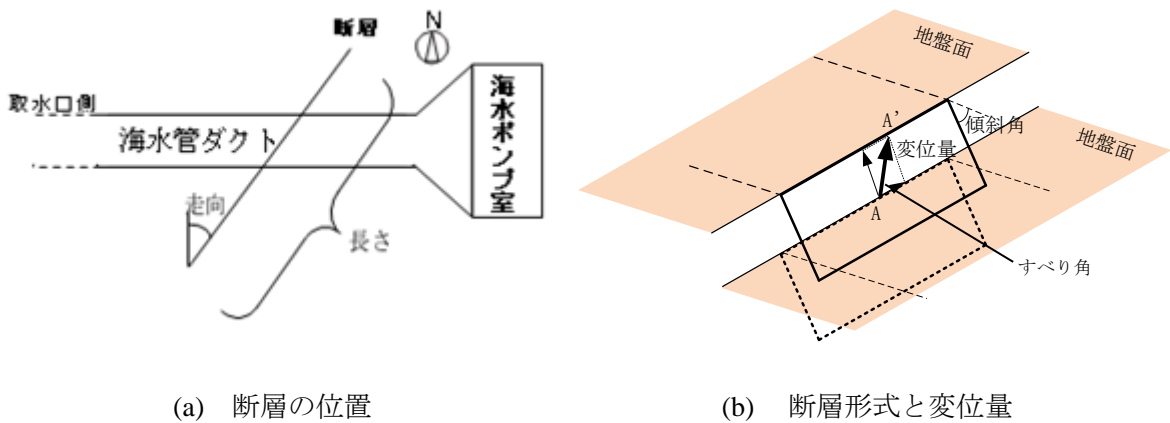 断層
N
取水口側
海水管ダクト
海水ポンプ室
走向
長さ
(a) 断層の位置
地盤面
A'
傾斜角
変位量
地盤面
A
すべり角
(b) 断層形式と変位量